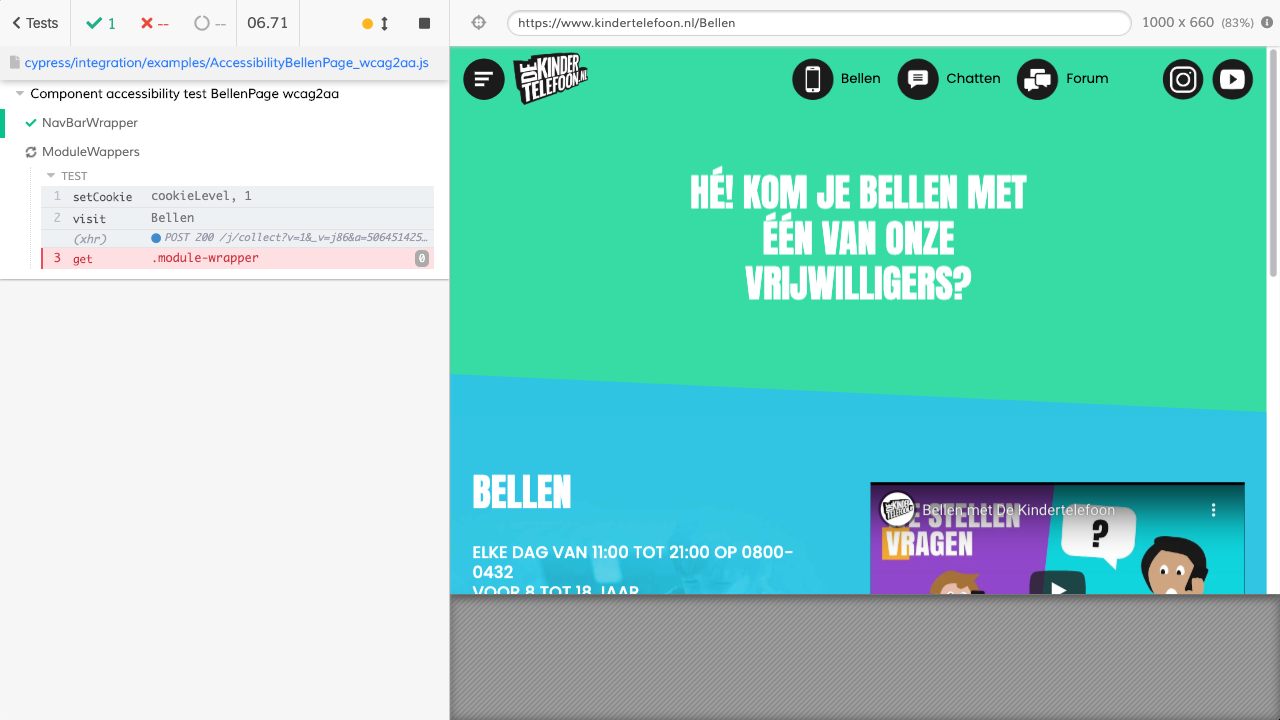 Tests
1
--
--
06.71
https://www.kindertelefoon.nl/Bellen
1000 x 660 (83%)
cypress/integration/examples/AccessibilityBellenPage_wcag2aa.js
Component accessibility test BellenPage wcag2aa
NavBarWrapper
ModuleWappers
TEST
1 setCookie cookieLevel, 1
2 visit Bellen
(xhr) POST 200 /j/collect?v=1&_v=j86&a=506451425…
3 get .module-wrapper 0
DE KINDER TELEFOON.NL
Bellen
Chatten
Forum
HÉ! KOM JE BELLEN MET
ÉÉN VAN ONZE
VRIJWILLIGERS?
BELLEN
ELKE DAG VAN 11:00 TOT 21:00 OP 0800-
0432
VOOR 8 TOT 18 JAAR
Bellen met De Kindertelefoon
STELLEN
VRAGEN
?